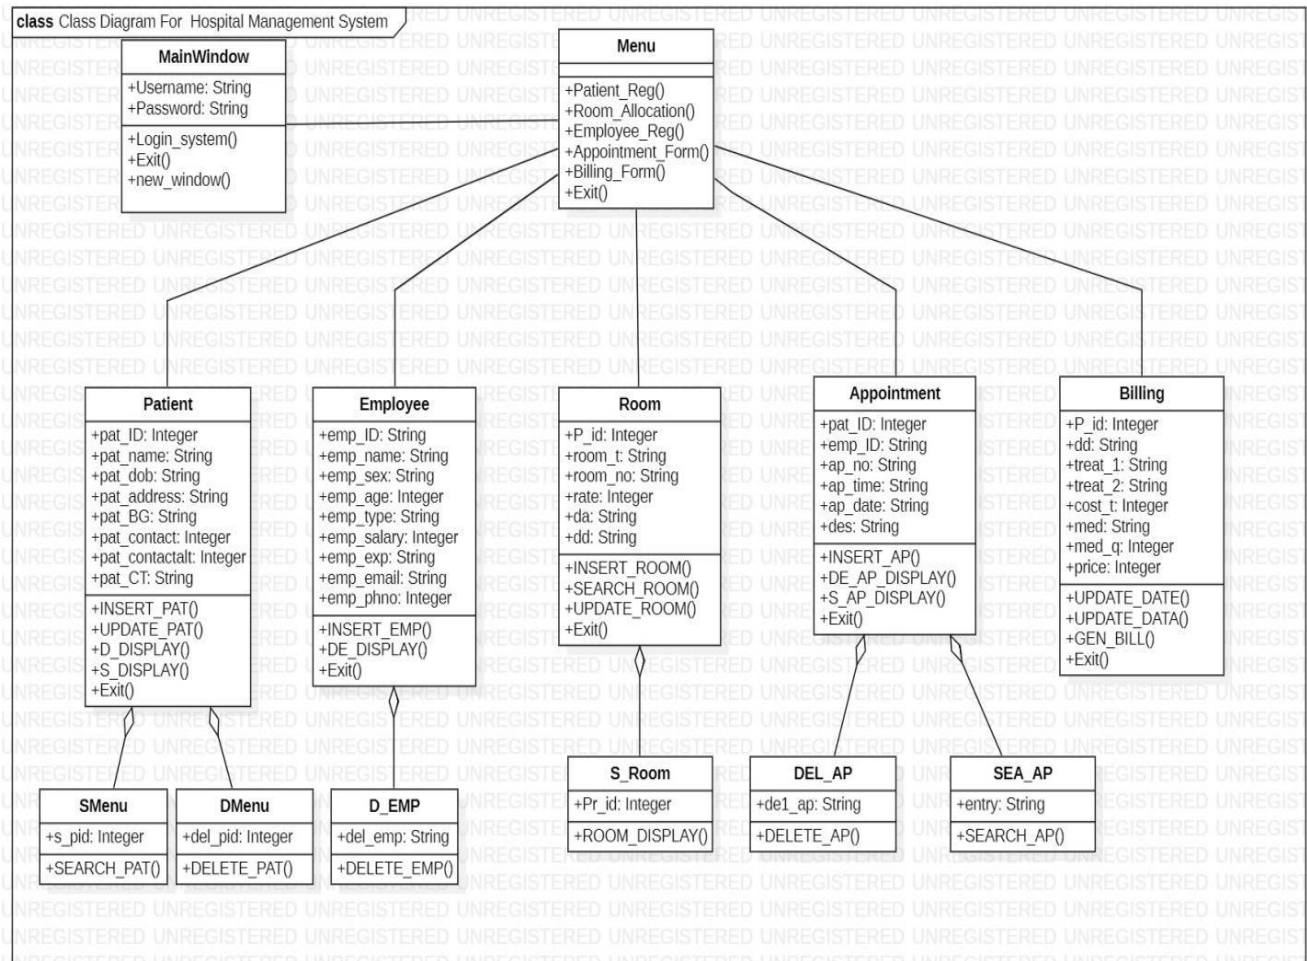 class Class Diagram For Hospital Management System
MainWindow
+Username: String
+Password: String
+Login_system()
+Exit()
+new_window()
Menu
+Patient_Reg()
+Room_Allocation()
+Employee_Reg()
+Appointment_Form()
+Billing_Form()
+Exit()
Patient
+pat_ID: Integer
+pat_name: String
+pat_dob: String
+pat_address: String
+pat_BG: String
+pat_contact: Integer
+pat_contactalt: Integer
+pat_CT: String
+INSERT_PAT()
+UPDATE_PAT()
+D_DISPLAY()
+S_DISPLAY()
+Exit()
Employee
+emp_ID: String
+emp_name: String
+emp_sex: String
+emp_age: Integer
+emp_type: String
+emp_salary: Integer
+emp_exp: String
+emp_email: String
+emp_phno: Integer
+INSERT_EMP()
+DE_DISPLAY()
+Exit()
Room
+P_id: Integer
+room_t: String
+room_no: String
+rate: Integer
+da: String
+dd: String
+INSERT_ROOM()
+SEARCH_ROOM()
+UPDATE_ROOM()
+Exit()
Appointment
+pat_ID: Integer
+emp_ID: String
+ap_no: String
+ap_time: String
+ap_date: String
+des: String
+INSERT_AP()
+DE_AP_DISPLAY()
+S_AP_DISPLAY()
+Exit()
Billing
+P_id: Integer
+dd: String
+treat_1: String
+treat_2: String
+cost_t: Integer
+med: String
+med_q: Integer
+price: Integer
+UPDATE_DATE()
+UPDATE_DATA()
+GEN_BILL()
+Exit()
SMenu
+s_pid: Integer
+SEARCH_PAT()
DMenu
+del_pid: Integer
+DELETE_PAT()
D_EMP
+del_emp: String
+DELETE_EMP()
S_Room
+Pr_id: Integer
+ROOM_DISPLAY()
DEL_AP
+de1_ap: String
+DELETE_AP()
SEA_AP
+entry: String
+SEARCH_AP()
UNREGISTERED